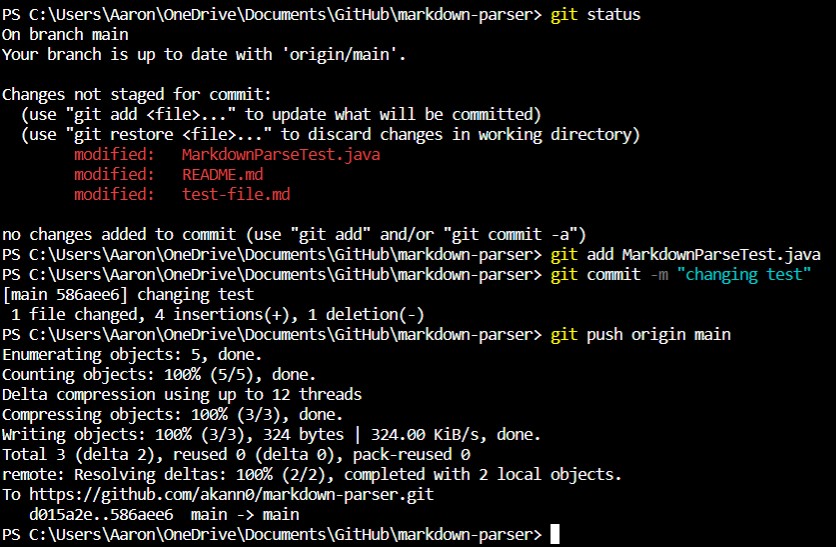 PS C:\Users\Aaron\OneDrive\Documents\GitHub\markdown-parser> git status
On branch main
Your branch is up to date with 'origin/main'.
Changes not staged for commit:
  (use "git add <file>..." to update what will be committed)
  (use "git restore <file>..." to discard changes in working directory)
        modified:   MarkdownParseTest.java
        modified:   README.md
        modified:   test-file.md
no changes added to commit (use "git add" and/or "git commit -a")
PS C:\Users\Aaron\OneDrive\Documents\GitHub\markdown-parser> git add MarkdownParseTest.java
PS C:\Users\Aaron\OneDrive\Documents\GitHub\markdown-parser> git commit -m "changing test"
[main 586aee6] changing test
 1 file changed, 4 insertions(+), 1 deletion(-)
PS C:\Users\Aaron\OneDrive\Documents\GitHub\markdown-parser> git push origin main
Enumerating objects: 5, done.
Counting objects: 100% (5/5), done.
Delta compression using up to 12 threads
Compressing objects: 100% (3/3), done.
Writing objects: 100% (3/3), 324 bytes | 324.00 KiB/s, done.
Total 3 (delta 2), reused 0 (delta 0), pack-reused 0
remote: Resolving deltas: 100% (2/2), completed with 2 local objects.
To https://github.com/akann0/markdown-parser.git
   d015a2e..586aee6  main -> main
PS C:\Users\Aaron\OneDrive\Documents\GitHub\markdown-parser>